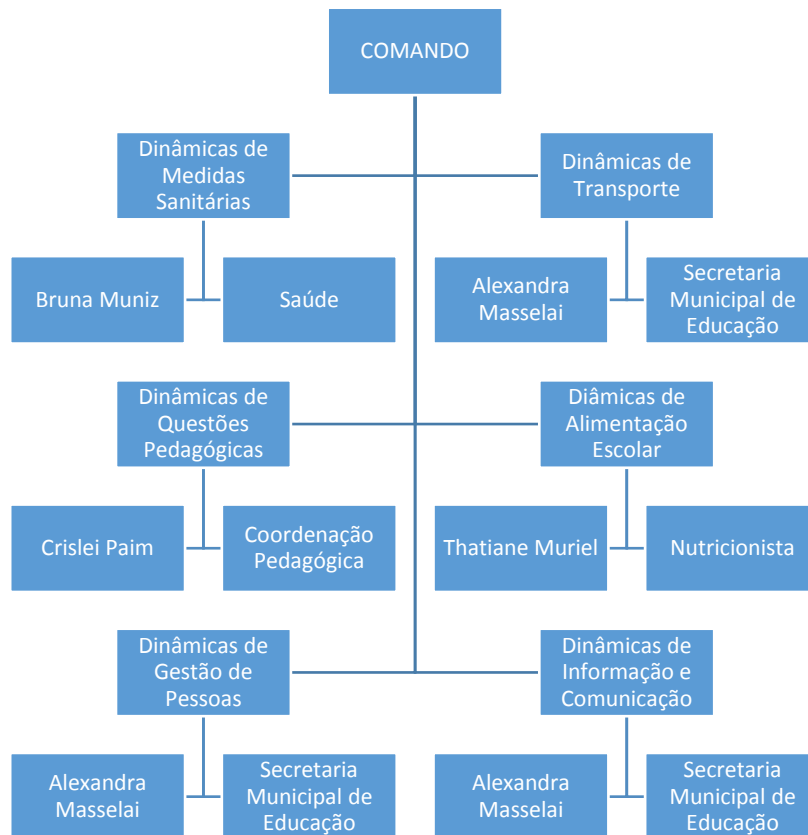 COMANDO
Dinâmicas de
Medidas
Sanitárias
Dinâmicas de
Transporte
Bruna Muniz
Saúde
Alexandra
Masselai
Secretaria
Municipal de
Educação
Dinâmicas de
Questões
Pedagógicas
Diâmicas de
Alimentação
Escolar
Crislei Paim
Coordenação
Pedagógica
Thatiane Muriel
Nutricionista
Dinâmicas de
Gestão de
Pessoas
Dinâmicas de
Informação e
Comunicação
Alexandra
Masselai
Secretaria
Municipal de
Educação
Alexandra
Masselai
Secretaria
Municipal de
Educação